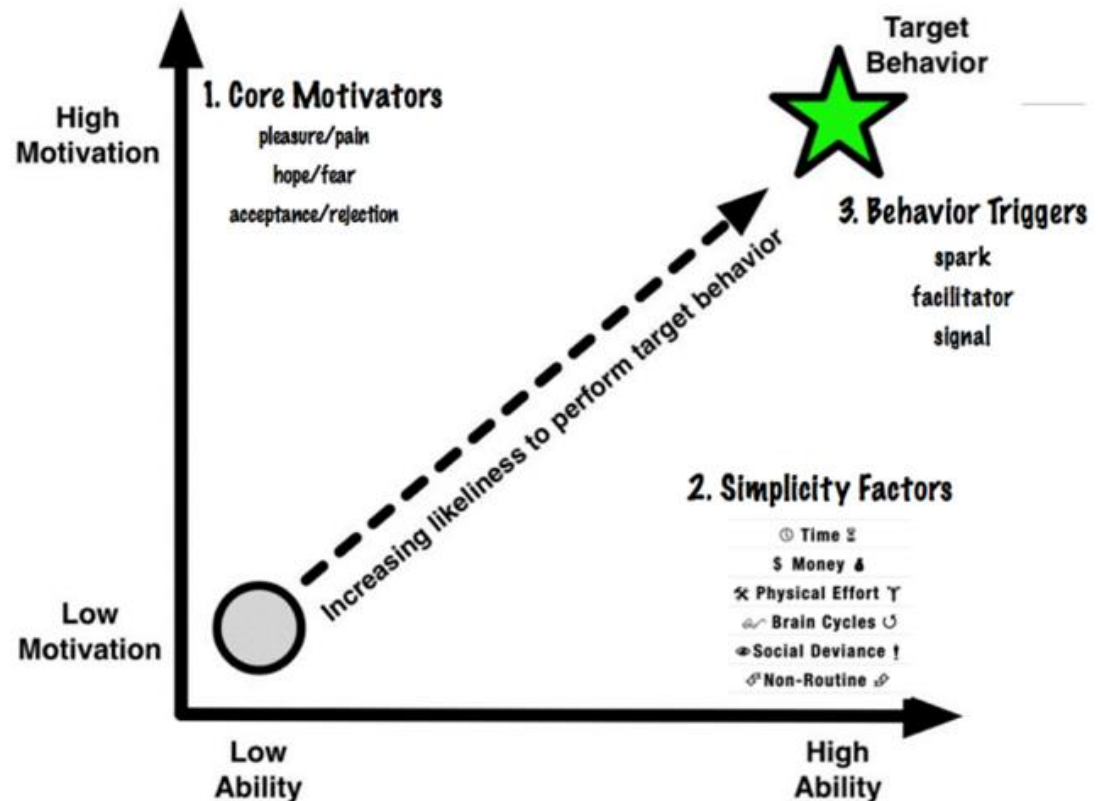 Target
Behavior
1. Core Motivators
pleasure/pain
hope/fear
acceptance/rejection
High
Motivation
3. Behavior Triggers
spark
facilitator
signal
Increasing likeliness to perform target behavior
2. Simplicity Factors
Time
$ Money
Physical Effort
Brain Cycles
Social Deviance
Non-Routine
Low
Motivation
Low
Ability
High
Ability